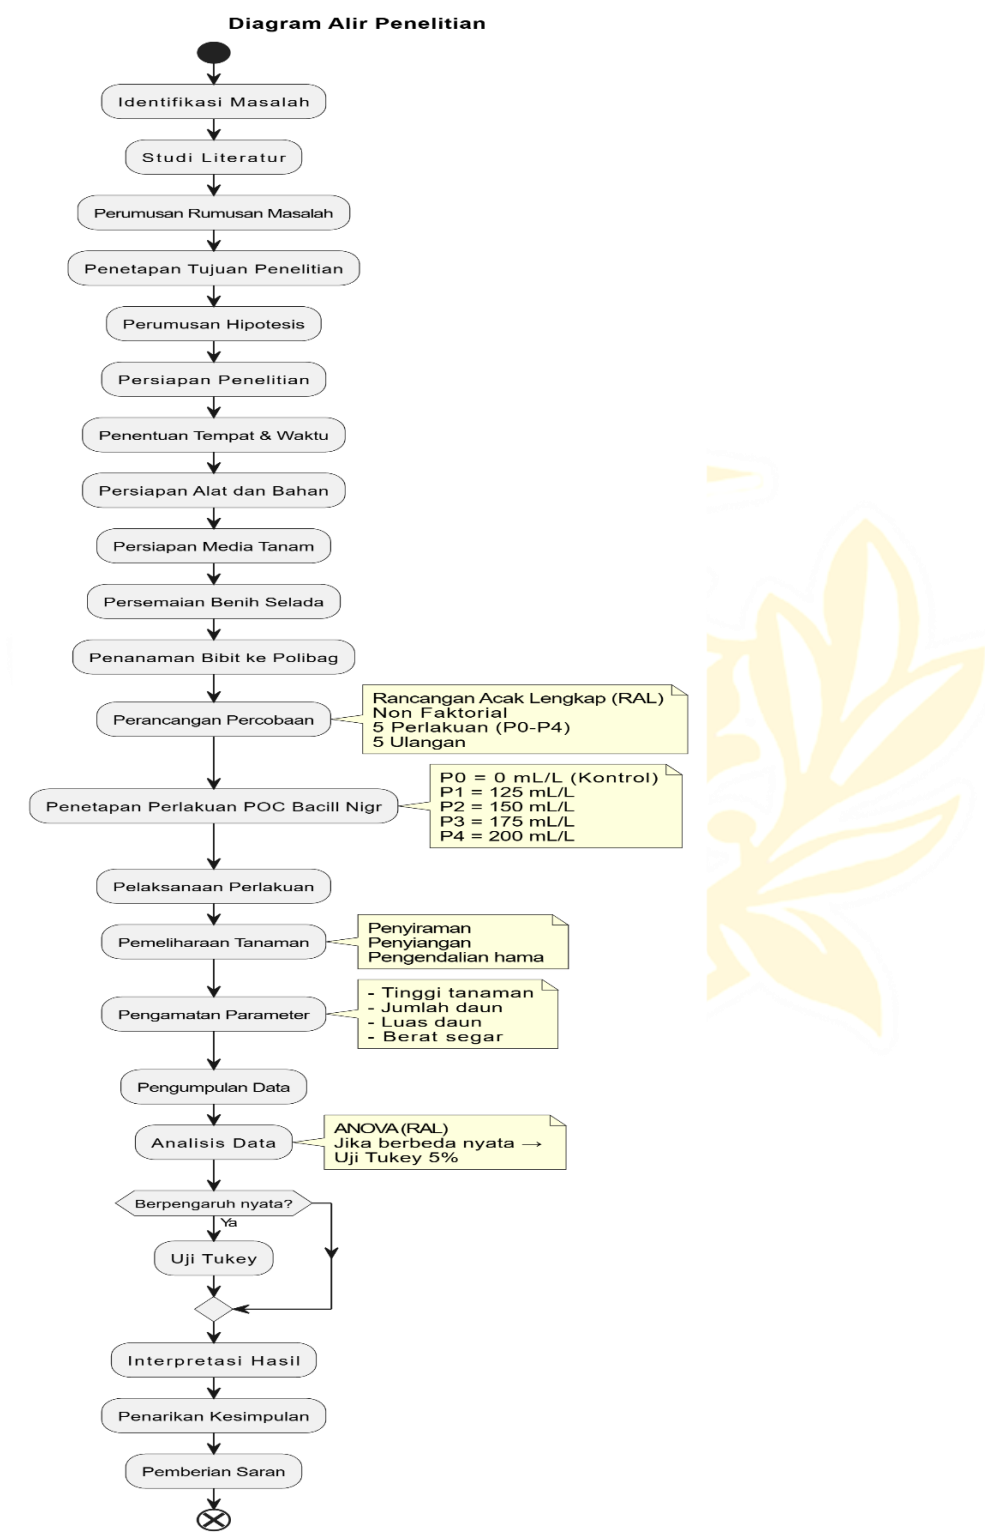 Diagram Alir Penelitian
Identifikasi Masalah
Studi Literatur
Perumusan Rumusan Masalah
Penetapan Tujuan Penelitian
Perumusan Hipotesis
Persiapan Penelitian
Penentuan Tempat & Waktu
Persiapan Alat dan Bahan
Persiapan Media Tanam
Persemaian Benih Selada
Penanaman Bibit ke Polibag
Perancangan Percobaan
Rancangan Acak Lengkap (RAL)
Non Faktorial
5 Perlakuan (P0-P4)
5 Ulangan
Penetapan Perlakuan POC Bacill Nigr
P0 = 0 mL/L (Kontrol)
P1 = 125 mL/L
P2 = 150 mL/L
P3 = 175 mL/L
P4 = 200 mL/L
Pelaksanaan Perlakuan
Pemeliharaan Tanaman
Penyiraman
Penyiangan
Pengendalian hama
Pengamatan Parameter
- Tinggi tanaman
- Jumlah daun
- Luas daun
- Berat segar
Pengumpulan Data
Analisis Data
ANOVA (RAL)
Jika berbeda nyata →
Uji Tukey 5%
Berpengaruh nyata?
Ya
Uji Tukey
Interpretasi Hasil
Penarikan Kesimpulan
Pemberian Saran